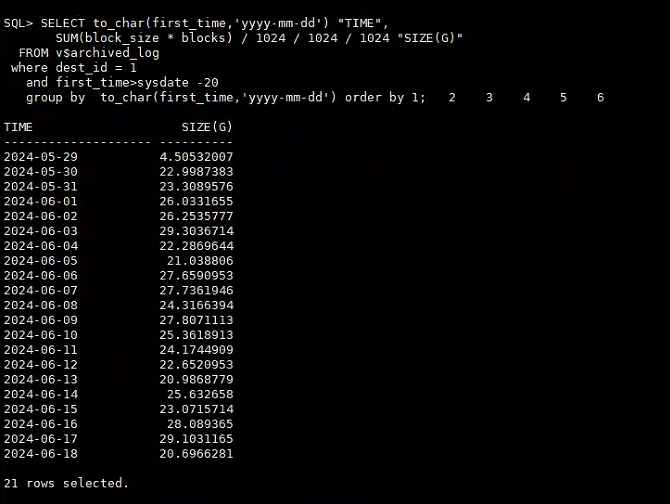 SQL> SELECT to_char(first_time,'yyyy-mm-dd') "TIME",
SUM(block_size * blocks) / 1024 / 1024 / 1024 "SIZE(G)"
FROM v$archived_log
where dest_id = 1
and first_time>sysdate -20
group by  to_char(first_time,'yyyy-mm-dd') order by 1;   2    3    4    5    6
TIME                    SIZE(G)
-------------------- ----------
2024-05-29           4.50532007
2024-05-30           22.9987383
2024-05-31           23.3089576
2024-06-01           26.0331655
2024-06-02           26.2535777
2024-06-03           29.3036714
2024-06-04           22.2869644
2024-06-05            21.038806
2024-06-06           27.6590953
2024-06-07           27.7361946
2024-06-08           24.3166394
2024-06-09           27.8071113
2024-06-10           25.3618913
2024-06-11           24.1744909
2024-06-12           22.6520953
2024-06-13           20.9868779
2024-06-14            25.632658
2024-06-15           23.0715714
2024-06-16            28.089365
2024-06-17           29.1031165
2024-06-18           20.6966281
21 rows selected.